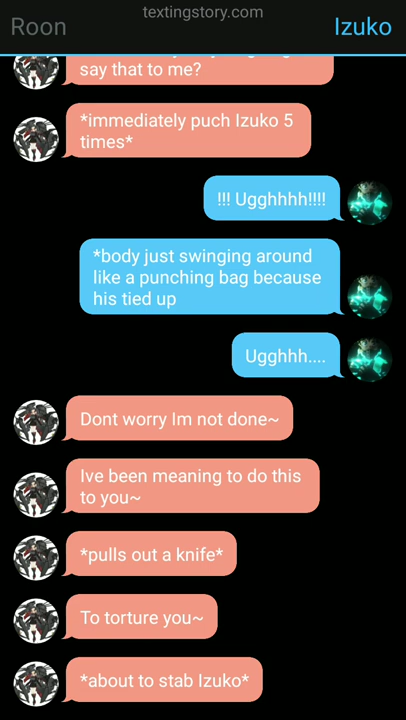 textingstory.com
Roon
Izuko
say that to me?
*immediately puch Izuko 5
times*
!!! Ugghhhh!!!!
*body just swinging around
like a punching bag because
his tied up
Ugghhh....
Dont worry Im not done~
Ive been meaning to do this
to you~
*pulls out a knife*
To torture you~
*about to stab Izuko*